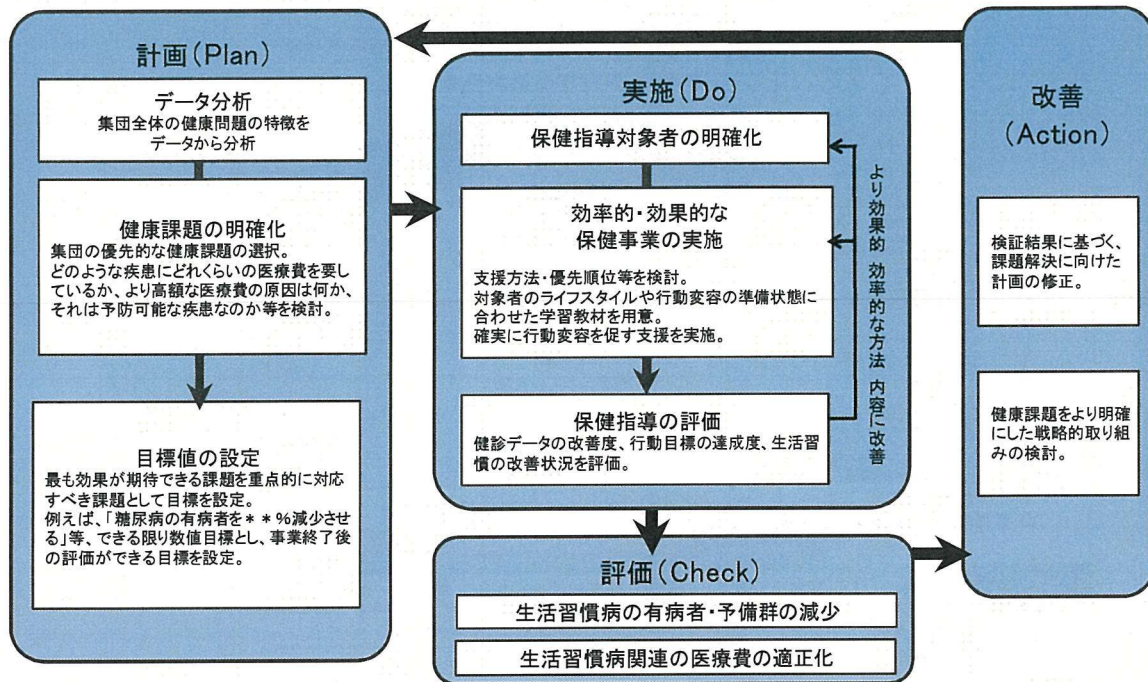 計画(Plan)
データ分析
集団全体の健康問題の特徴を
データから分析
健康課題の明確化
集団の優先的な健康課題の選択。
どのような疾患にどれくらいの医療費を要し
ているか、より高額な医療費の原因は何か、
それは予防可能な疾患なのか等を検討。
目標値の設定
最も効果が期待できる課題を重点的に対応
すべき課題として目標を設定。
例えば、「糖尿病の有病者を＊＊%減少させ
る」等、できる限り数値目標とし、事業終了後
の評価ができる目標を設定。
実施(Do)
保健指導対象者の明確化
効率的・効果的な
保健事業の実施
支援方法・優先順位等を検討。
対象者のライフスタイルや行動変容の準備状態に
合わせた学習教材を用意。
確実に行動変容を促す支援を実施。
保健指導の評価
健診データの改善度、行動目標の達成度、生活習
慣の改善状況を評価。
より効果的 効率的な方法 内容に改善
評価(Check)
生活習慣病の有病者・予備群の減少
生活習慣病関連の医療費の適正化
改善
(Action)
検証結果に基づく、
課題解決に向けた
計画の修正。
健康課題をより明確
にした戦略的取り組
みの検討。